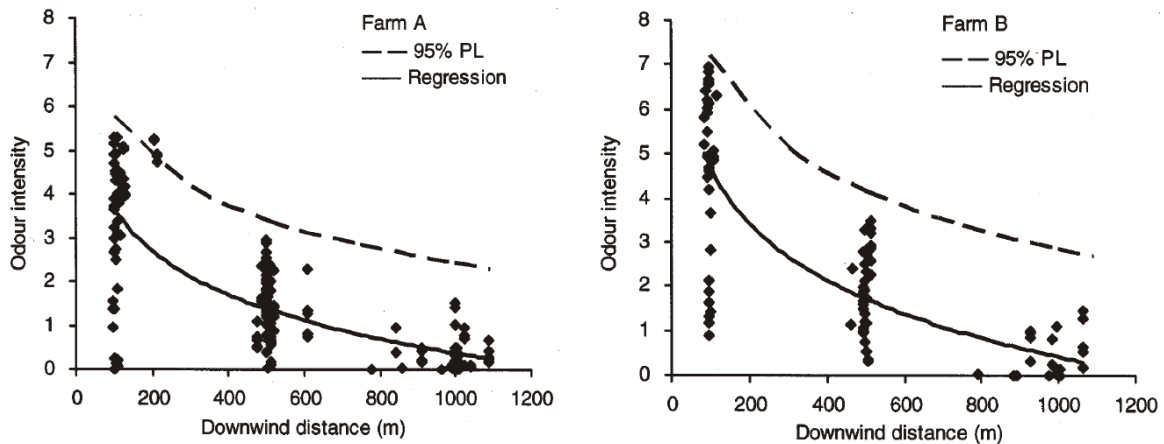 Farm A
95% PL
Regression
8
7
6
5
4
3
2
1
0
Odour intensity
0 200 400 600 800 1000 1200
Downwind distance (m)
Farm B
95% PL
Regression
8
7
6
5
4
3
2
1
0
Odour intensity
0 200 400 600 800 1000 1200
Downwind distance (m)